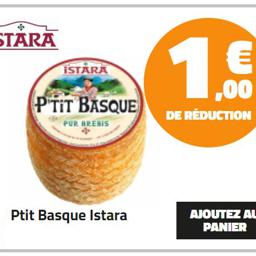 ISTARA
ISTARA
P'TIT BASQUE
PUR BREBIS
1€,00
DE RÉDUCTION
Ptit Basque Istara
AJOUTEZ AU
PANIER